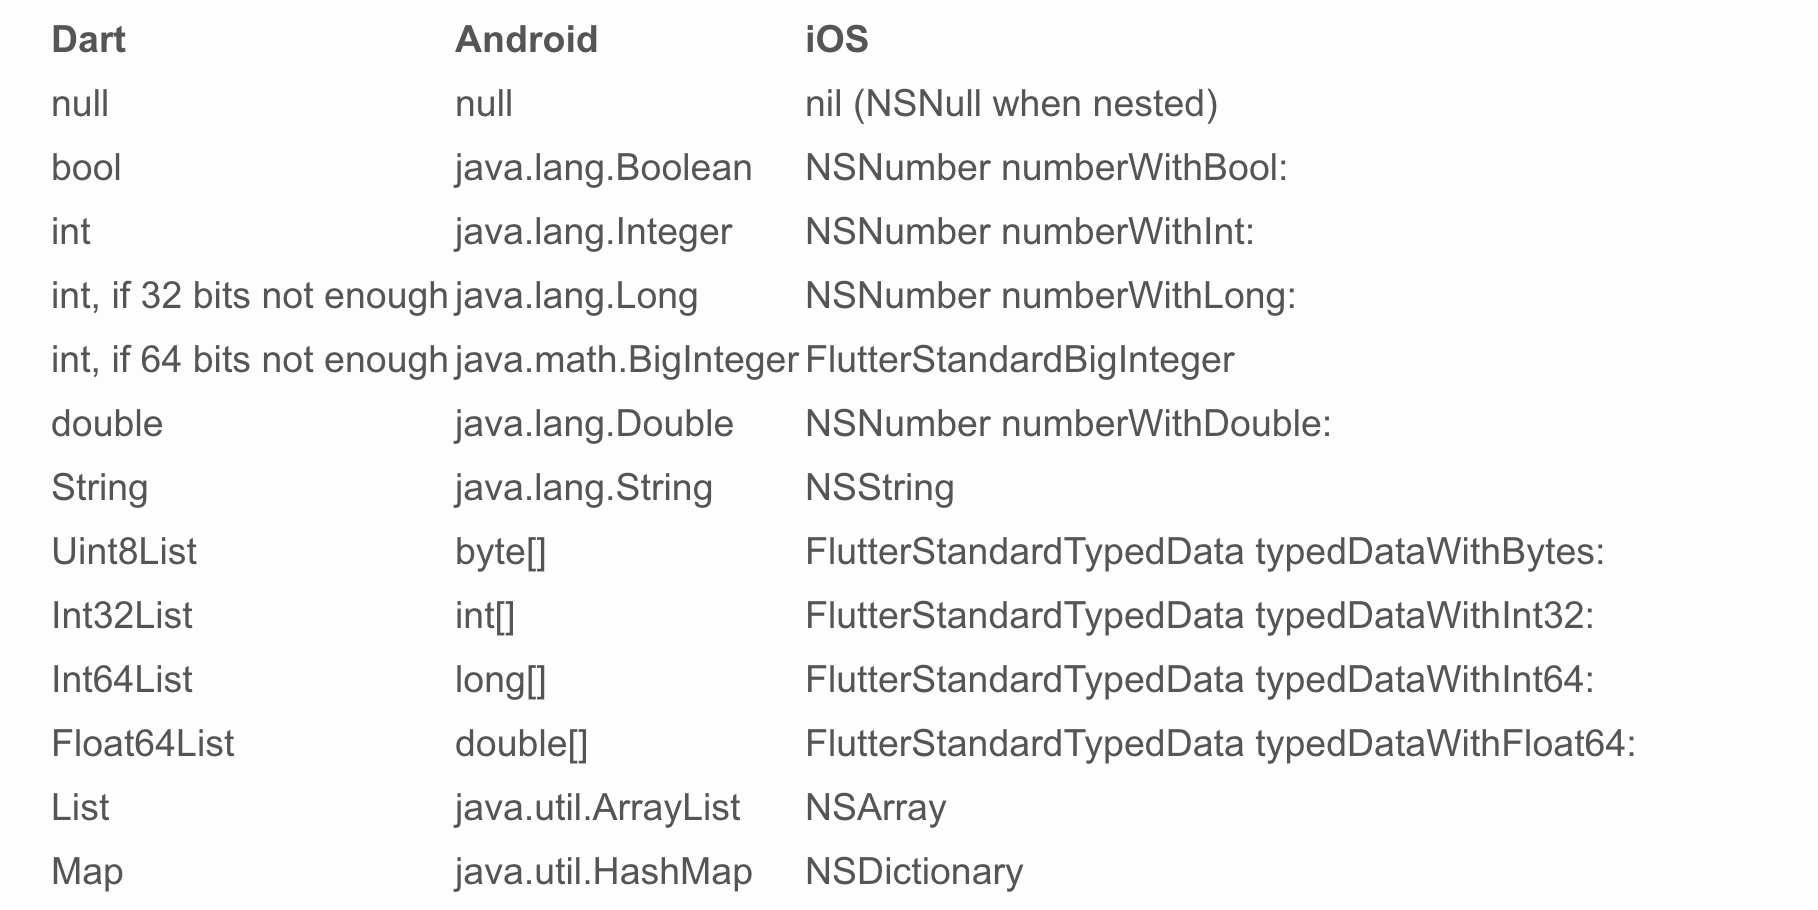 Dart Android iOS
null null nil (NSNull when nested)
bool java.lang.Boolean NSNumber numberWithBool:
int java.lang.Integer NSNumber numberWithInt:
int, if 32 bits not enough java.lang.Long NSNumber numberWithLong:
int, if 64 bits not enough java.math.BigInteger FlutterStandardBigInteger
double java.lang.Double NSNumber numberWithDouble:
String java.lang.String NSString
Uint8List byte[] FlutterStandardTypedData typedDataWithBytes:
Int32List int[] FlutterStandardTypedData typedDataWithInt32:
Int64List long[] FlutterStandardTypedData typedDataWithInt64:
Float64List double[] FlutterStandardTypedData typedDataWithFloat64:
List java.util.ArrayList NSArray
Map java.util.HashMap NSDictionary